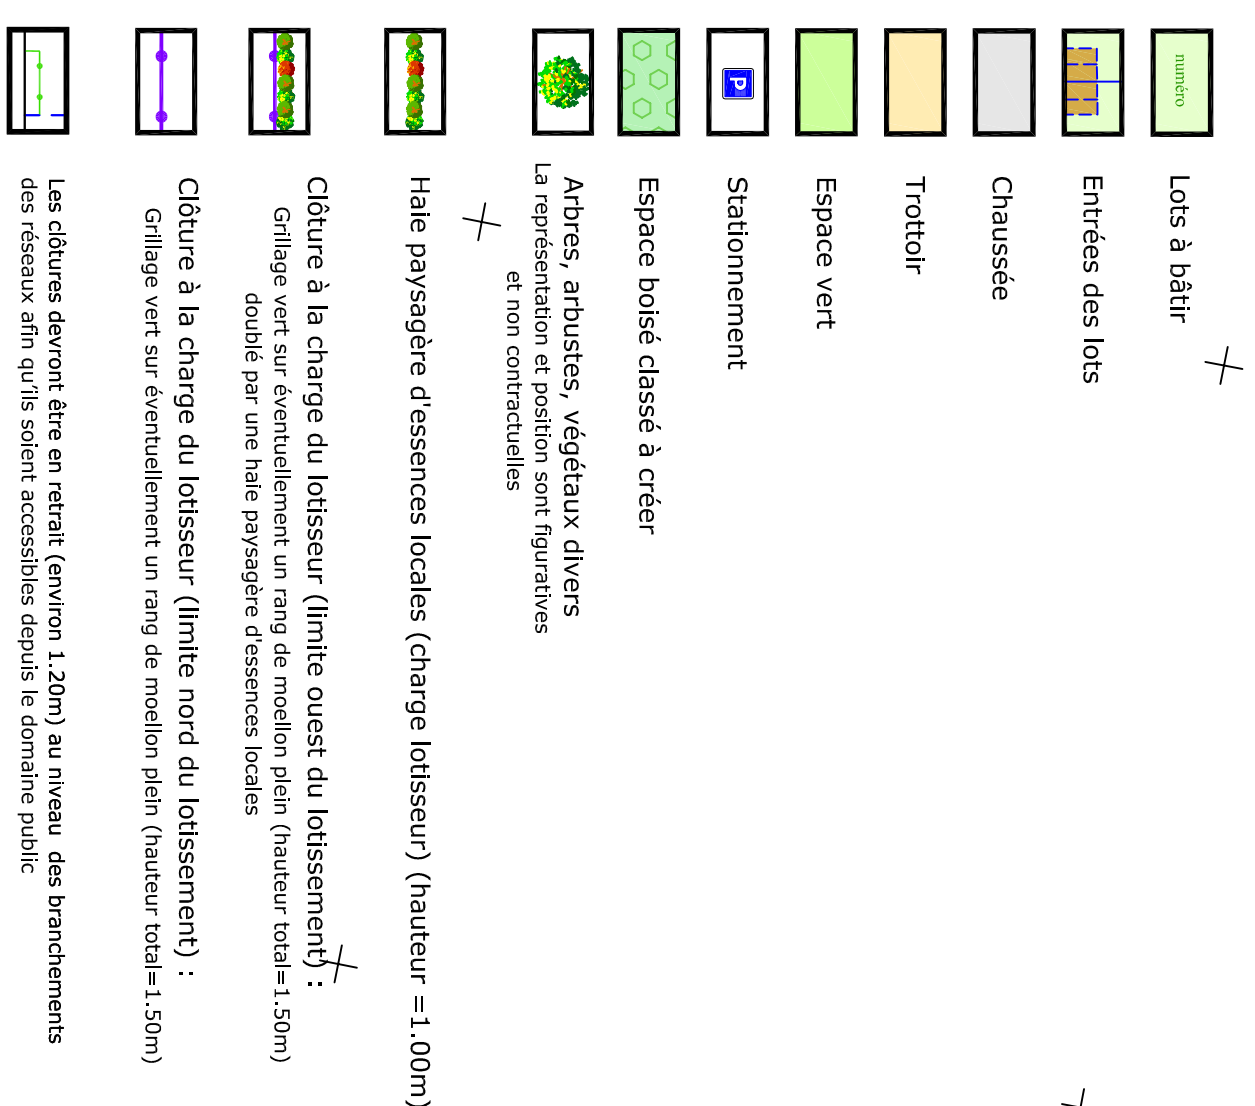 numéro
Lots à bâtir
Entrées des lots
Chaussée
Trottoir
Espace vert
P
Stationnement
Espace boisé classé à créer
Arbres, arbustes, végétaux divers
La représentation et position sont figuratives
et non contractuelles
Haie paysagère d'essences locales (charge lotisseur) (hauteur =1.00m)
Clôture à la charge du lotisseur (limite ouest du lotissement) :
Grillage vert sur éventuellement un rang de moellon plein (hauteur total=1.50m)
doublé par une haie paysagère d'essences locales
Clôture à la charge du lotisseur (limite nord du lotissement) :
Grillage vert sur éventuellement un rang de moellon plein (hauteur total=1.50m)
Les clôtures devront être en retrait (environ 1.20m) au niveau des branchements
des réseaux afin qu'ils soient accessibles depuis le domaine public